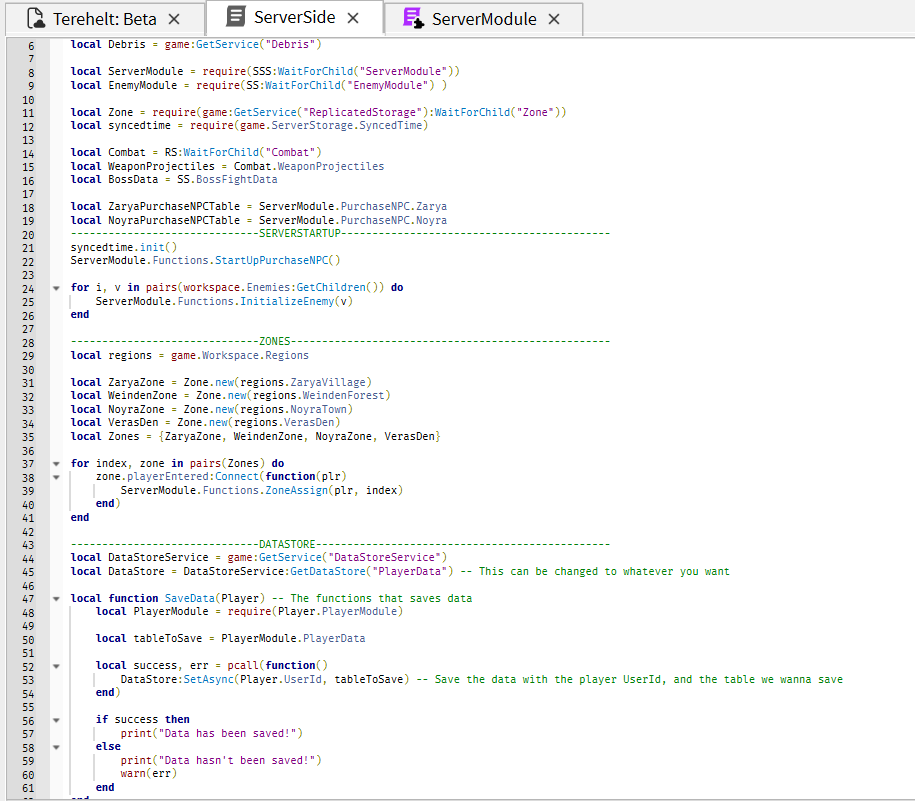 Terehelt: Beta ×
ServerSide ×
ServerModule ×
6 local Debris = game:GetService("Debris")
7
8 local ServerModule = require(SSS:WaitForChild("ServerModule"))
9 local EnemyModule = require(SS:WaitForChild("EnemyModule") )
10
11 local Zone = require(game:GetService("ReplicatedStorage"):WaitForChild("Zone"))
12 local syncedtime = require(game.ServerStorage.SyncedTime)
13
14 local Combat = RS:WaitForChild("Combat")
15 local WeaponProjectiles = Combat.WeaponProjectiles
16 local BossData = SS.BossFightData
17
18 local ZaryaPurchaseNPCTable = ServerModule.PurchaseNPC.Zarya
19 local NoyraPurchaseNPCTable = ServerModule.PurchaseNPC.Noyra
20 ------------------------------SERVERSTARTUP-------------------------------------------
21 syncedtime.init()
22 ServerModule.Functions.StartUpPurchaseNPC()
23
24 for i, v in pairs(workspace.Enemies:GetChildren()) do
25 ServerModule.Functions.InitializeEnemy(v)
26 end
27
28 ------------------------------ZONES---------------------------------------------------
29 local regions = game.Workspace.Regions
30
31 local ZaryaZone = Zone.new(regions.ZaryaVillage)
32 local WeindenZone = Zone.new(regions.WeindenForest)
33 local NoyraZone = Zone.new(regions.NoyraTown)
34 local VerasDen = Zone.new(regions.VerasDen)
35 local Zones = {ZaryaZone, WeindenZone, NoyraZone, VerasDen}
36
37 for index, zone in pairs(Zones) do
38 zone.playerEntered:Connect(function(plr)
39 ServerModule.Functions.ZoneAssign(plr, index)
40 end)
41 end
42
43 ------------------------------DATASTORE-----------------------------------------------
44 local DataStoreService = game:GetService("DataStoreService")
45 local DataStore = DataStoreService:GetDataStore("PlayerData") -- This can be changed to whatever you want
46
47 local function SaveData(Player) -- The functions that saves data
48 local PlayerModule = require(Player.PlayerModule)
49
50 local tableToSave = PlayerModule.PlayerData
51
52 local success, err = pcall(function()
53 DataStore:SetAsync(Player.UserId, tableToSave) -- Save the data with the player UserId, and the table we wanna save
54 end)
55
56 if success then
57 print("Data has been saved!")
58 else
59 print("Data hasn't been saved!")
60 warn(err)
61 end